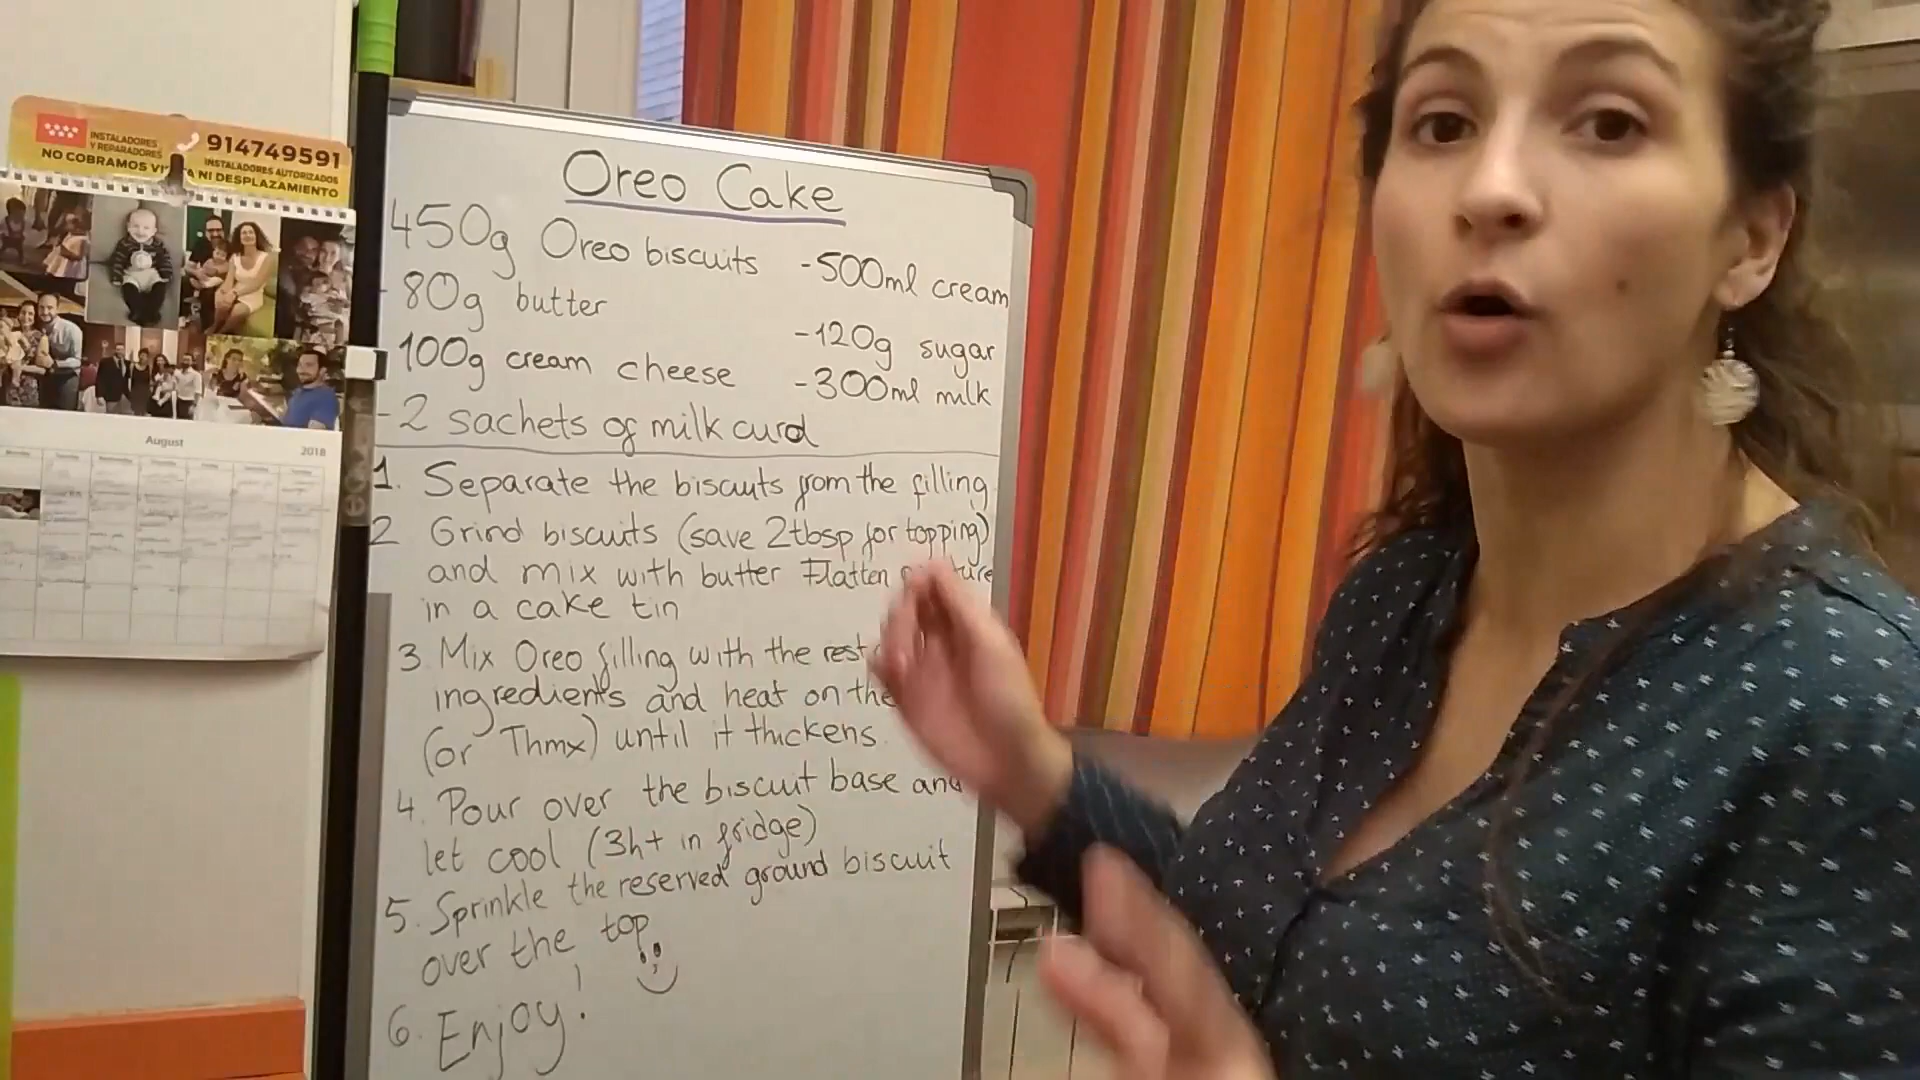 INSTALADORES
Y REPARADORES
914749591
INSTALADORES AUTORIZADOS
NO COBRAMOS NI DESPLAZAMIENTO
August 2018
Oreo Cake
450g Oreo biscuits
- 80g butter
100g cream cheese
- 2 sachets of milk curd
- 500ml cream
- 120g sugar
- 300ml milk
1. Separate the biscuits from the filling.
2 Grind biscuits (save 2tbsp for topping)
and mix with butter Flatten
in a cake tin
3. Mix Oreo filling with the rest
ingredients and heat on the
(or Thmx) until it thickens.
4. Pour over the biscuit base and
let cool (3h+ in fridge)
5. Sprinkle the reserved ground biscuit
over the top
6. Enjoy!